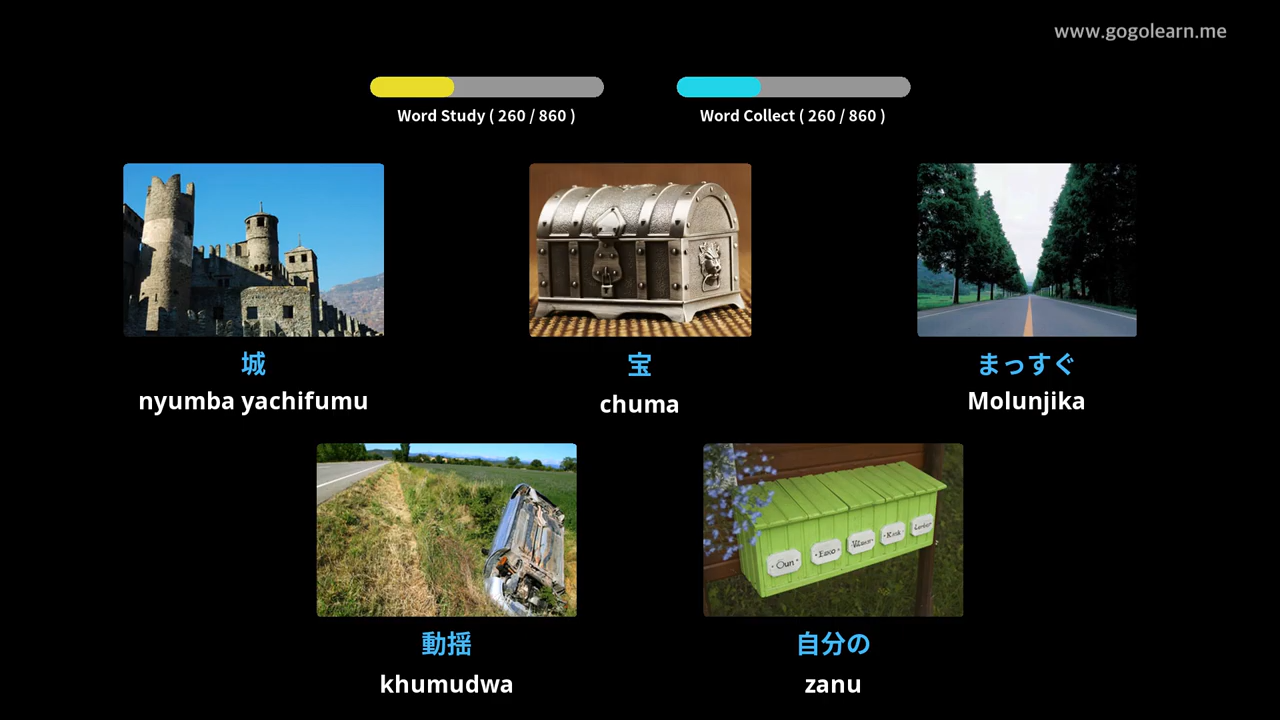 www.gogolearn.me
Word Study ( 260 / 860 )
Word Collect ( 260 / 860 )
城
nyumba yachifumu
宝
chuma
まっすぐ
Molunjika
動揺
khumudwa
自分の
zanu